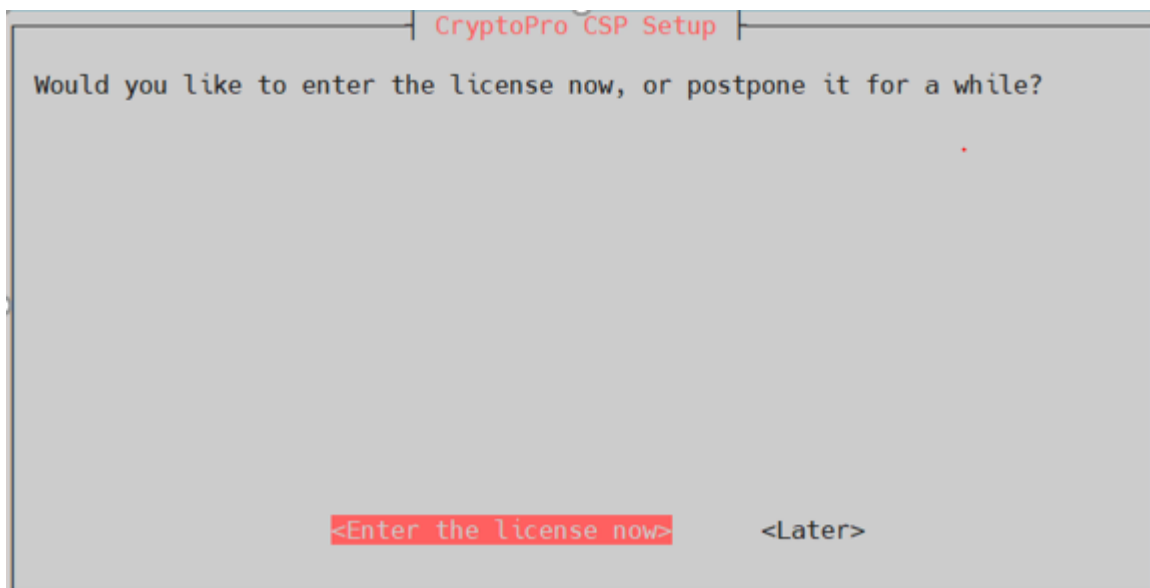 CryptoPro CSP Setup
Would you like to enter the license now, or postpone it for a while?
<Enter the license now> <Later>